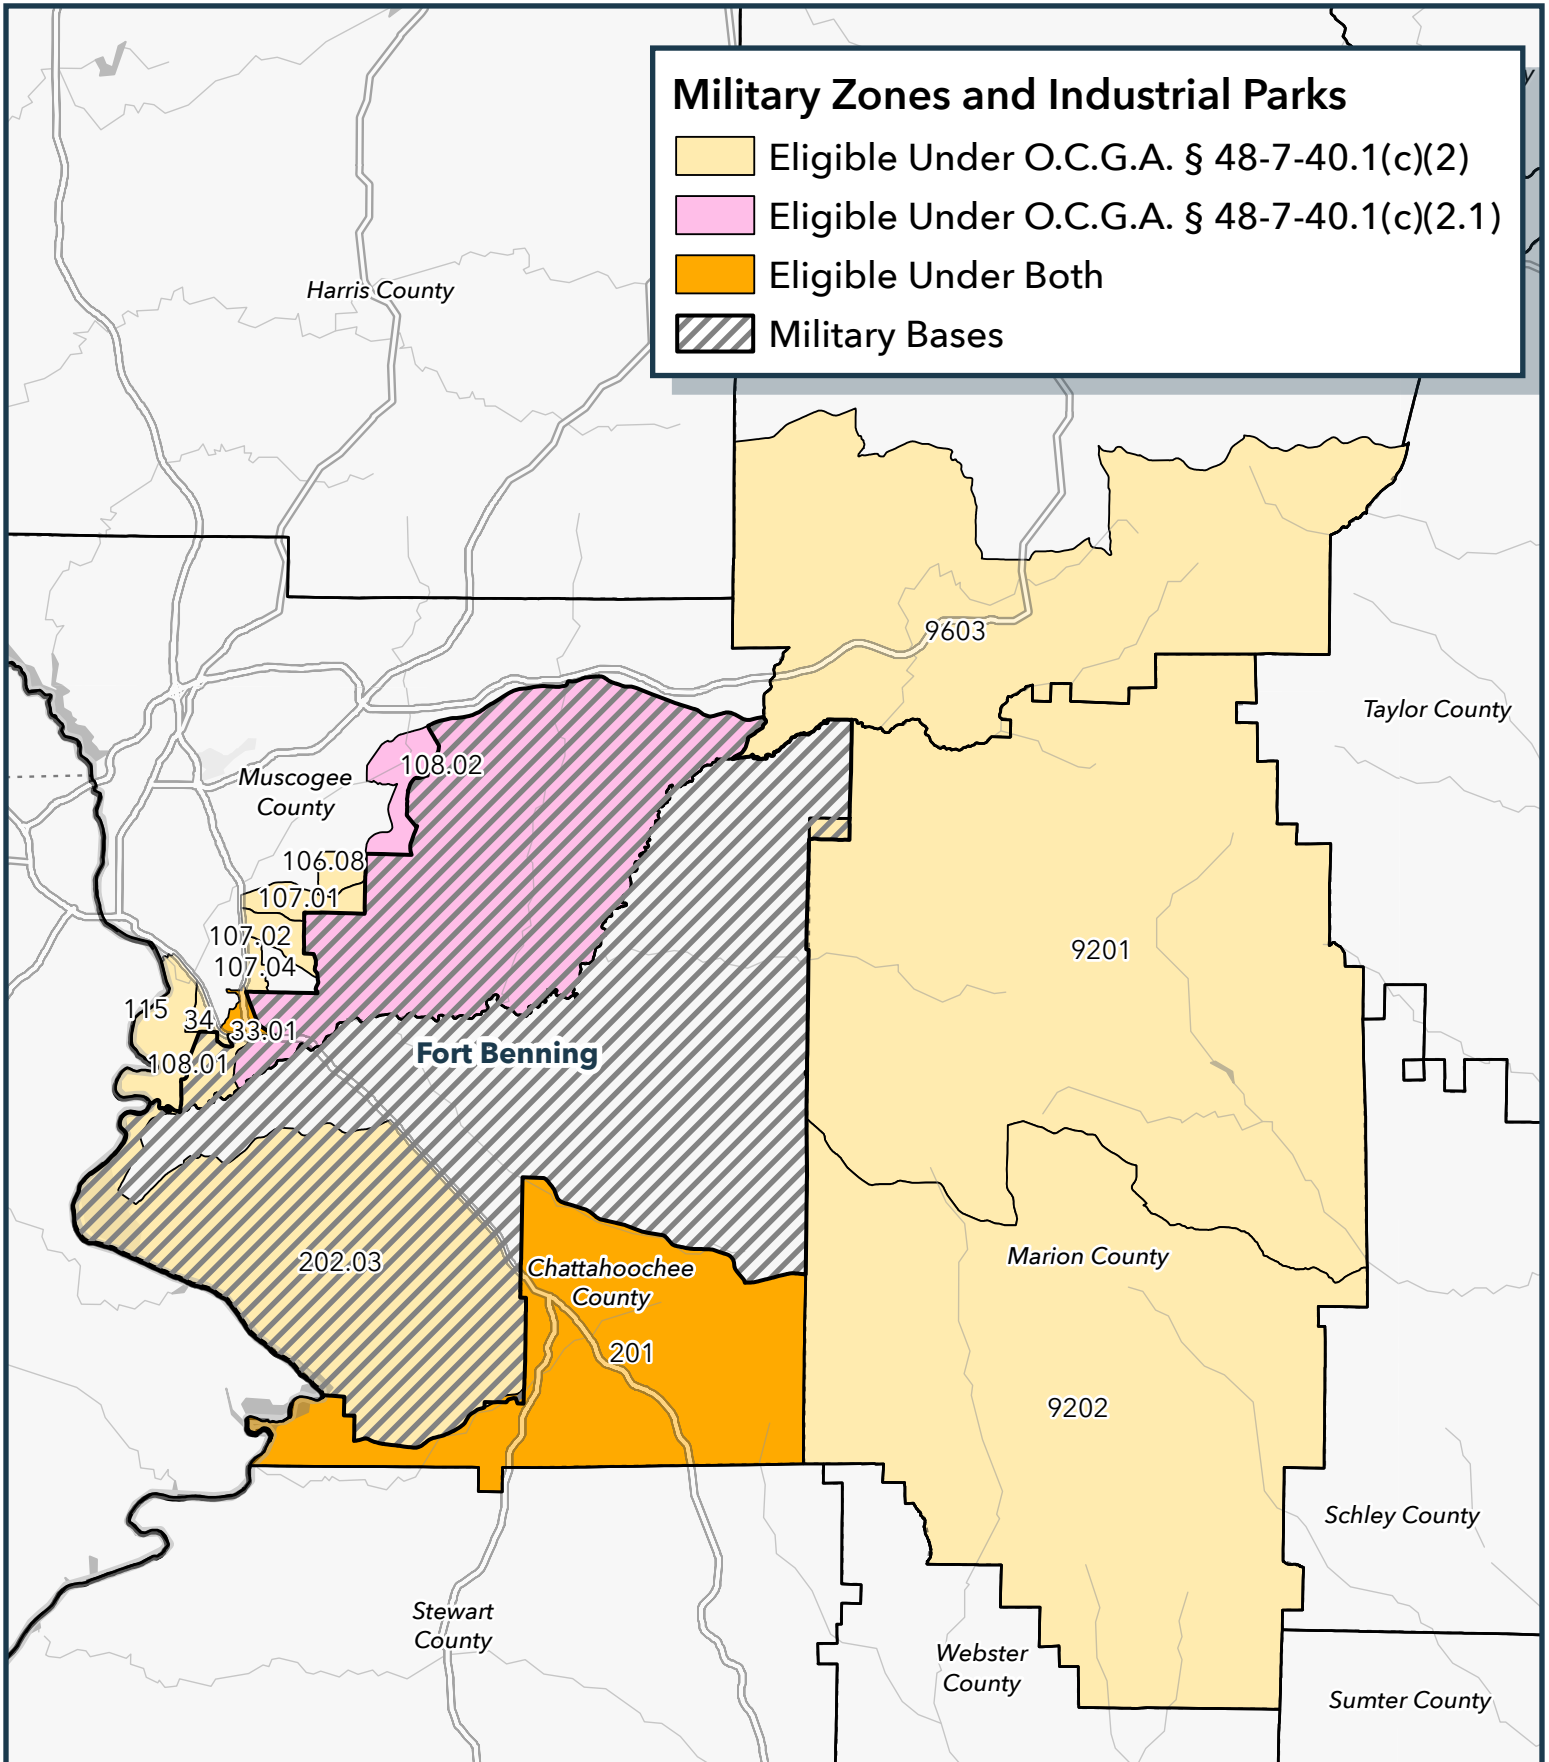 Military Zones and Industrial Parks
Eligible Under O.C.G.A. § 48-7-40.1(c)(2)
Eligible Under O.C.G.A. § 48-7-40.1(c)(2.1)
Eligible Under Both
Military Bases
Harris County
9603
Taylor County
108.02
Muscogee
County
106.08
107.01
107.02
107.04
9201
115
34
33.01
Fort Benning
108.01
202.03
Chattahoochee
County
Marion County
201
9202
Schley County
Stewart
County
Webster
County
Sumter County